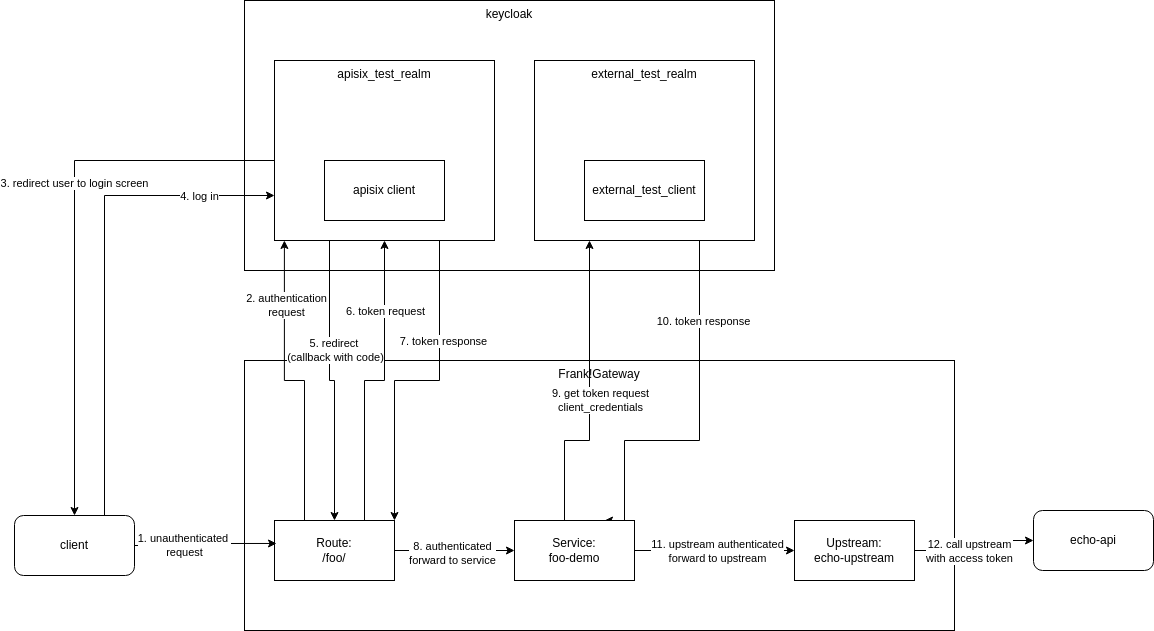 keycloak
apisix_test_realm
external_test_realm
apisix client
external_test_client
3. redirect user to login screen
4. log in
2. authentication
request
6. token request
10. token response
5. redirect
(callback with code)
7. token response
Frank!Gateway
9. get token request
client_credentials
client
1. unauthenticated
request
Route:
/foo/
8. authenticated
forward to service
Service:
foo-demo
11. upstream authenticated
forward to upstream
Upstream:
echo-upstream
12. call upstream
with access token
echo-api